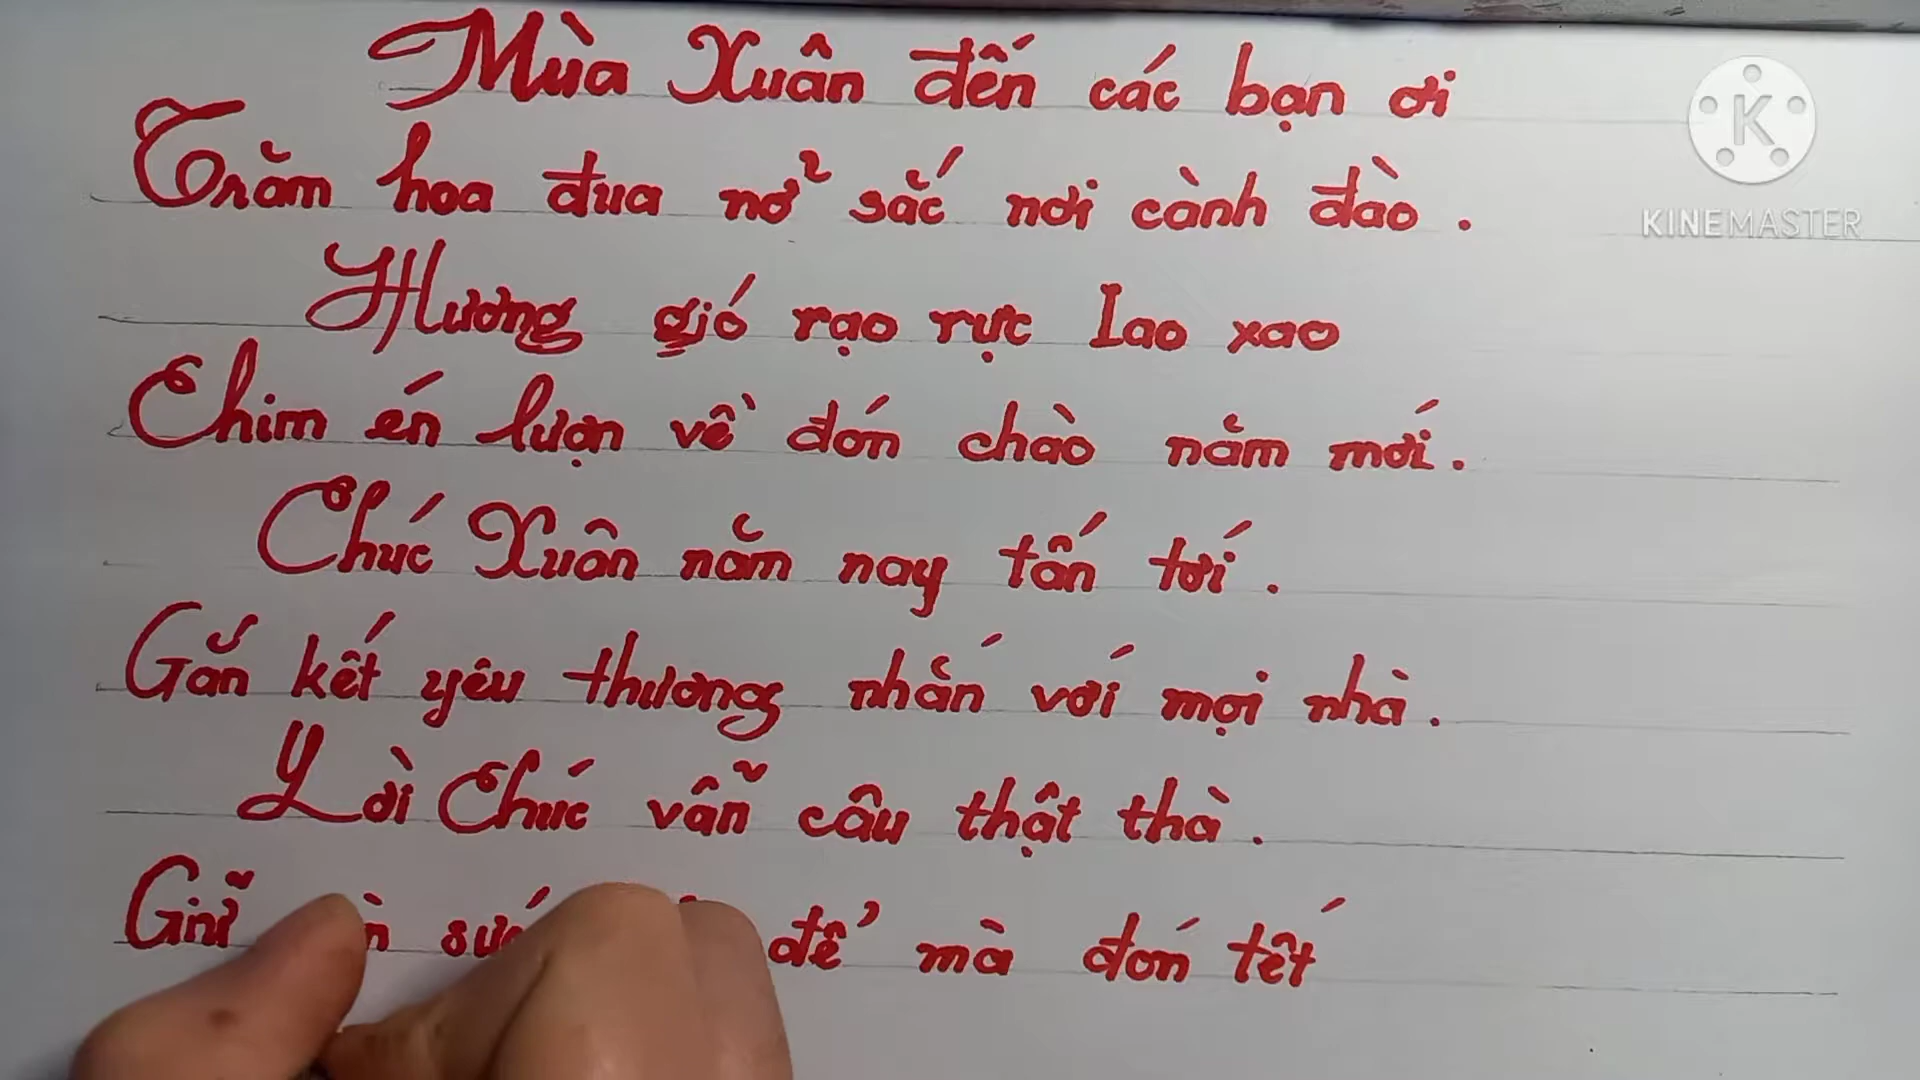 Mùa Xuân đến các bạn ơi
Trăm hoa đua nở sắc nơi cành đào.
Hương gió rạo rực lao xao
Chim én lượn về đón chào năm mới.
Chúc Xuân năm nay tấn tới.
Gắn kết yêu thương nhắn với mọi nhà.
Lời Chúc vẫn câu thật thà.
Giữ để mà đón tết
KINEMASTER